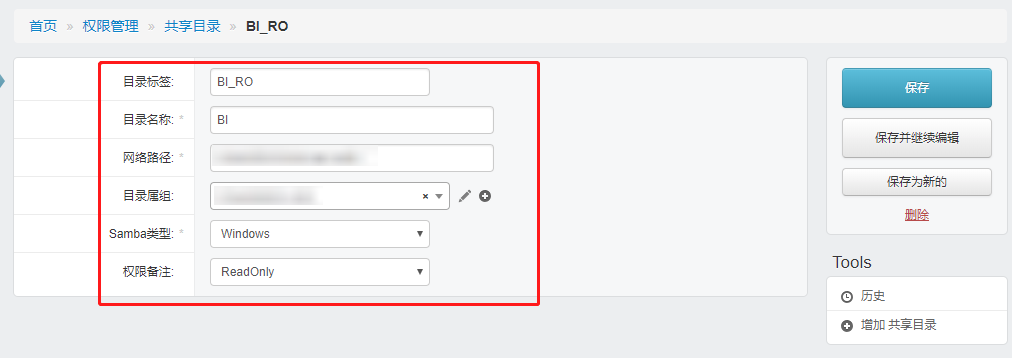 首页 » 权限管理 » 共享目录 » BI_RO
目录标签: BI_RO
目录名称: * BI
网络路径: *
目录属组:
Samba类型: * Windows
权限备注: ReadOnly
保存
保存并继续编辑
保存为新的
删除
Tools
历史
增加 共享目录